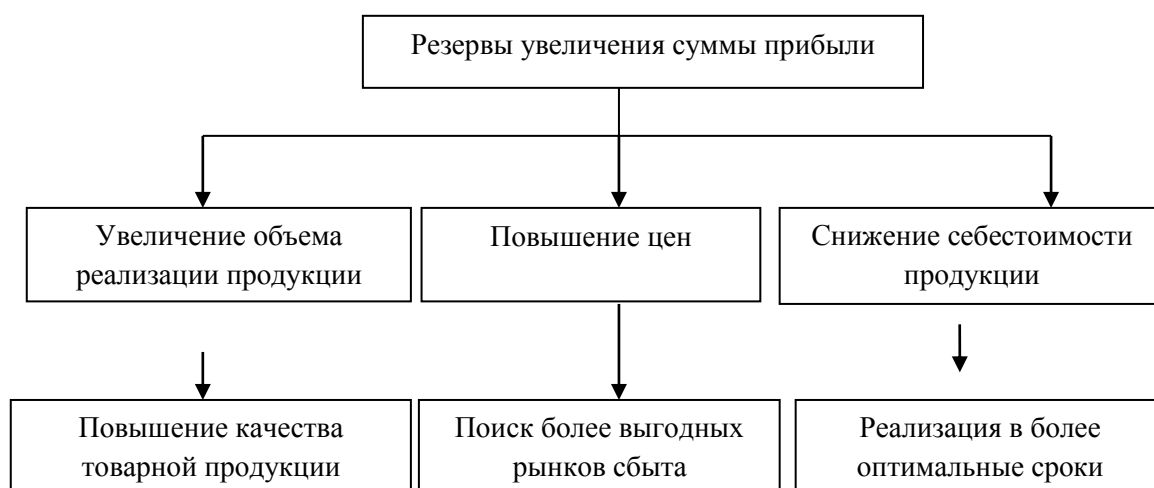 Резервы увеличения суммы прибыли
Увеличение объема
реализации продукции
Повышение цен
Снижение себестоимости
продукции
Повышение качества
товарной продукции
Поиск более выгодных
рынков сбыта
Реализация в более
оптимальные сроки